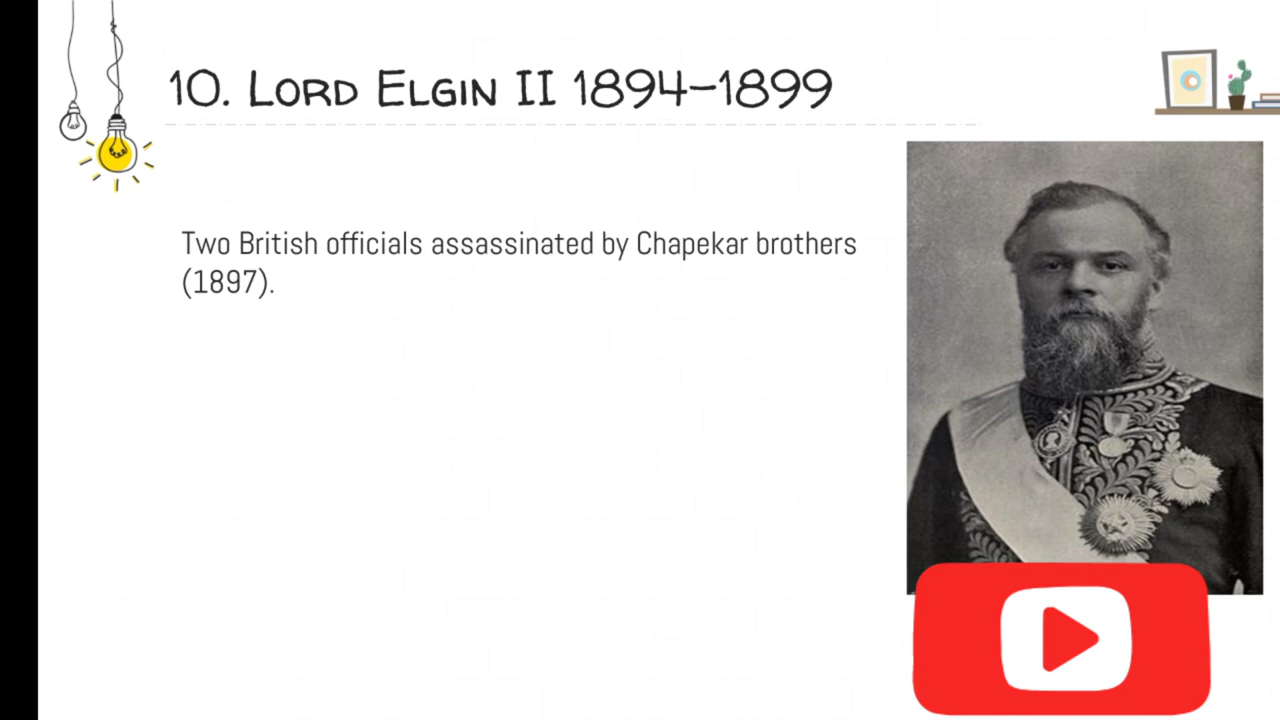 10. Lord Elgin II 1894–1899
Two British officials assassinated by Chapekar brothers
(1897).